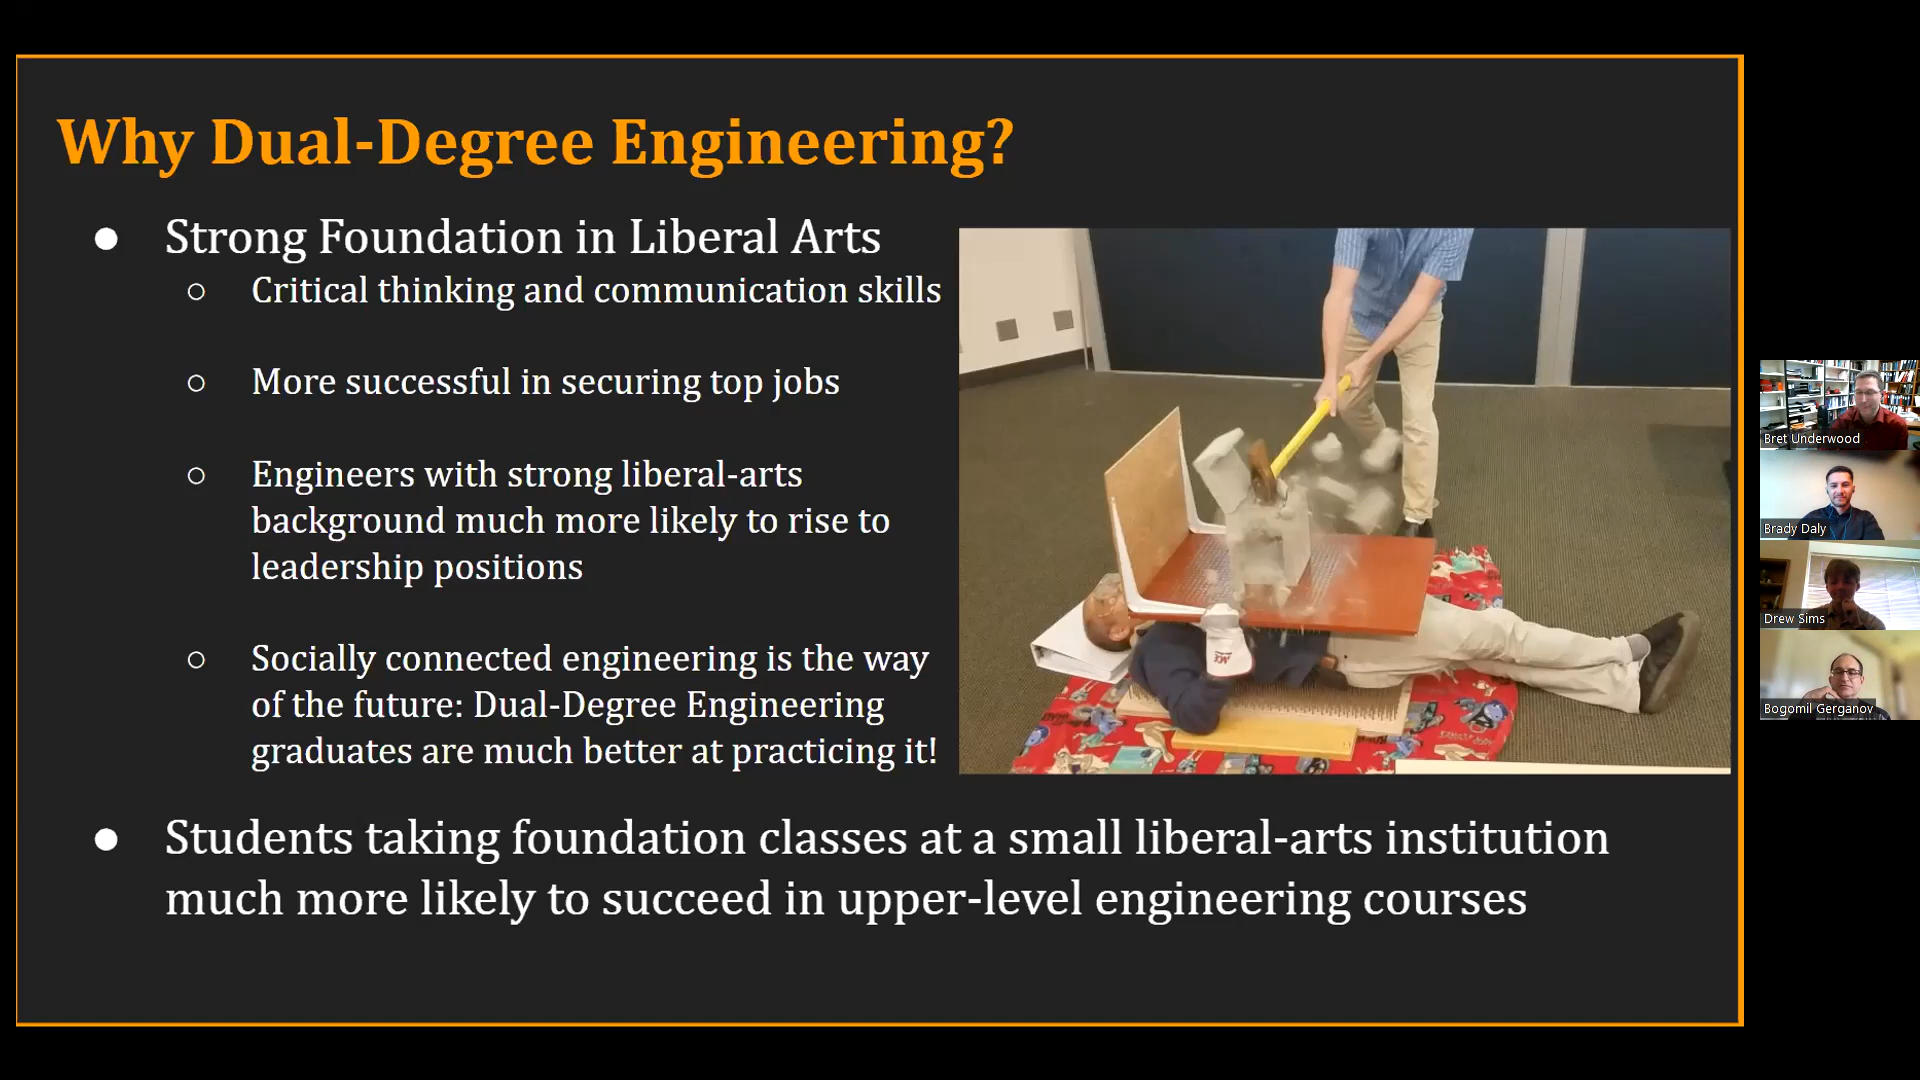 Why Dual-Degree Engineering?
● Strong Foundation in Liberal Arts
○ Critical thinking and communication skills
○ More successful in securing top jobs
○ Engineers with strong liberal-arts
background much more likely to rise to
leadership positions
○ Socially connected engineering is the way
of the future: Dual-Degree Engineering
graduates are much better at practicing it!
● Students taking foundation classes at a small liberal-arts institution
much more likely to succeed in upper-level engineering courses
Bret Underwood
Brady Daly
Drew Sims
Bogomil Gerganov